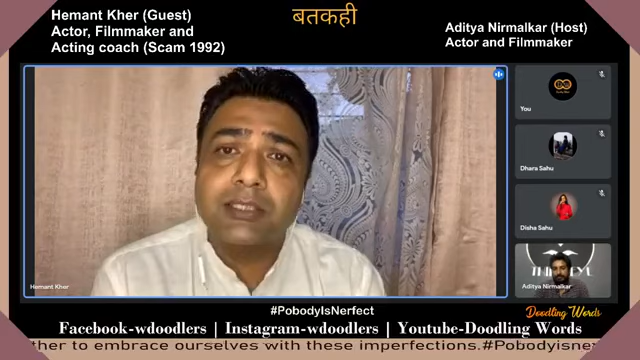 Hemant Kher (Guest)
Actor, Filmmaker and
Acting coach (Scam 1992)
बतकही
Aditya Nirmalkar (Host)
Actor and Filmmaker
You
Dhara Sahu
Disha Sahu
Hemant Kher
Aditya Nirmalkar
#PobodyIsNerfect
Doodling Words
Facebook-wdoodlers | Instagram-wdoodlers | Youtube-Doodling Words
ther to embrace ourselves with these imperfections.#Pobodyisner